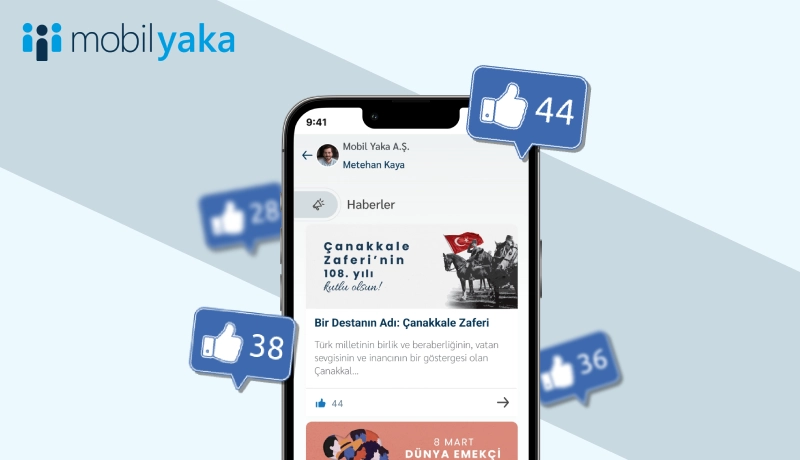 mobilyaka
44
9:41
Mobil Yaka A.Ş.
Metehan Kaya
28
Haberler
Çanakkale
Zaferi'nin
108. yılı
kutlu olsun!
Bir Destanın Adı: Çanakkale Zaferi
38
Türk milletinin birlik ve beraberliğinin, vatan
sevgisinin ve inancının bir göstergesi olan
Çanakkal...
36
44
8 MART
DÜNYA EMEKÇİ